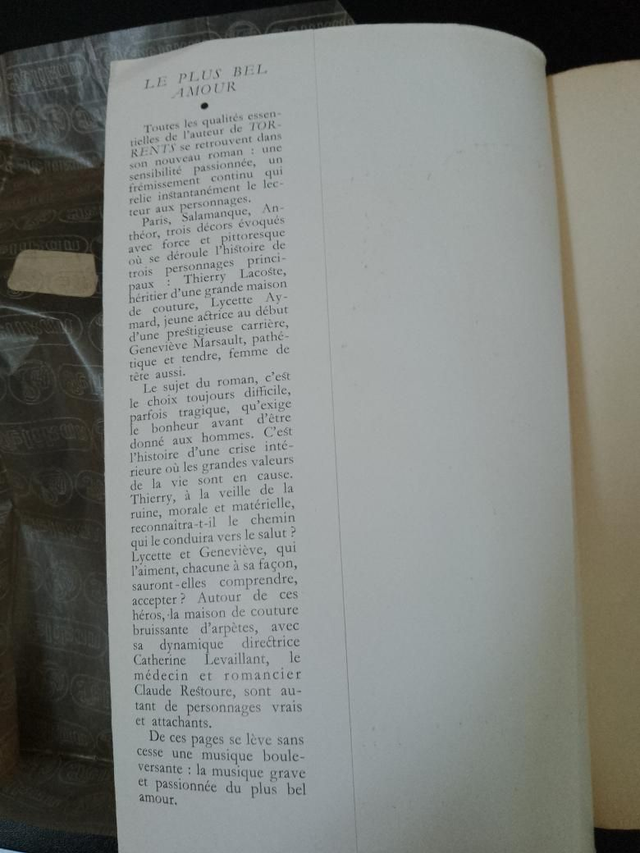 LE PLUS BEL
AMOUR
●
Toutes les qualités essen-
tielles de l'auteur de TOR-
RENTS se retrouvent dans
son nouveau roman : une
sensibilité passionnée, un
frémissement continu qui
relie instantanément le lec-
teur aux personnages.
Paris, Salamanque, An-
théor, trois décors évoqués
avec force et pittoresque
où se déroule l'histoire de
trois personnages princi-
paux : Thierry Lacoste,
héritier d'une grande maison
de couture, Lycette Ay-
mard, jeune actrice au début
d'une prestigieuse carrière,
Geneviève Marsault, pathé-
tique et tendre, femme de
tête aussi.
Le sujet du roman, c'est
le choix toujours difficile,
parfois tragique, qu'exige
le bonheur avant d'être
donné aux hommes. C'est
l'histoire d'une crise inté-
rieure où les grandes valeurs
de la vie sont en cause.
Thierry, à la veille de la
ruine, morale et matérielle,
reconnaîtra-t-il le chemin
qui le conduira vers le salut ?
Lycette et Geneviève, qui
l'aiment, chacune à sa façon,
sauront-elles comprendre,
accepter ? Autour de ces
héros, la maison de couture
bruissante d'arpètes, avec
sa dynamique directrice
Catherine Levaillant, le
médecin et romancier
Claude Restoure, sont au-
tant de personnages vrais
et attachants.
De ces pages se lève sans
cesse une musique boule-
versante : la musique grave
et passionnée du plus bel
amour.